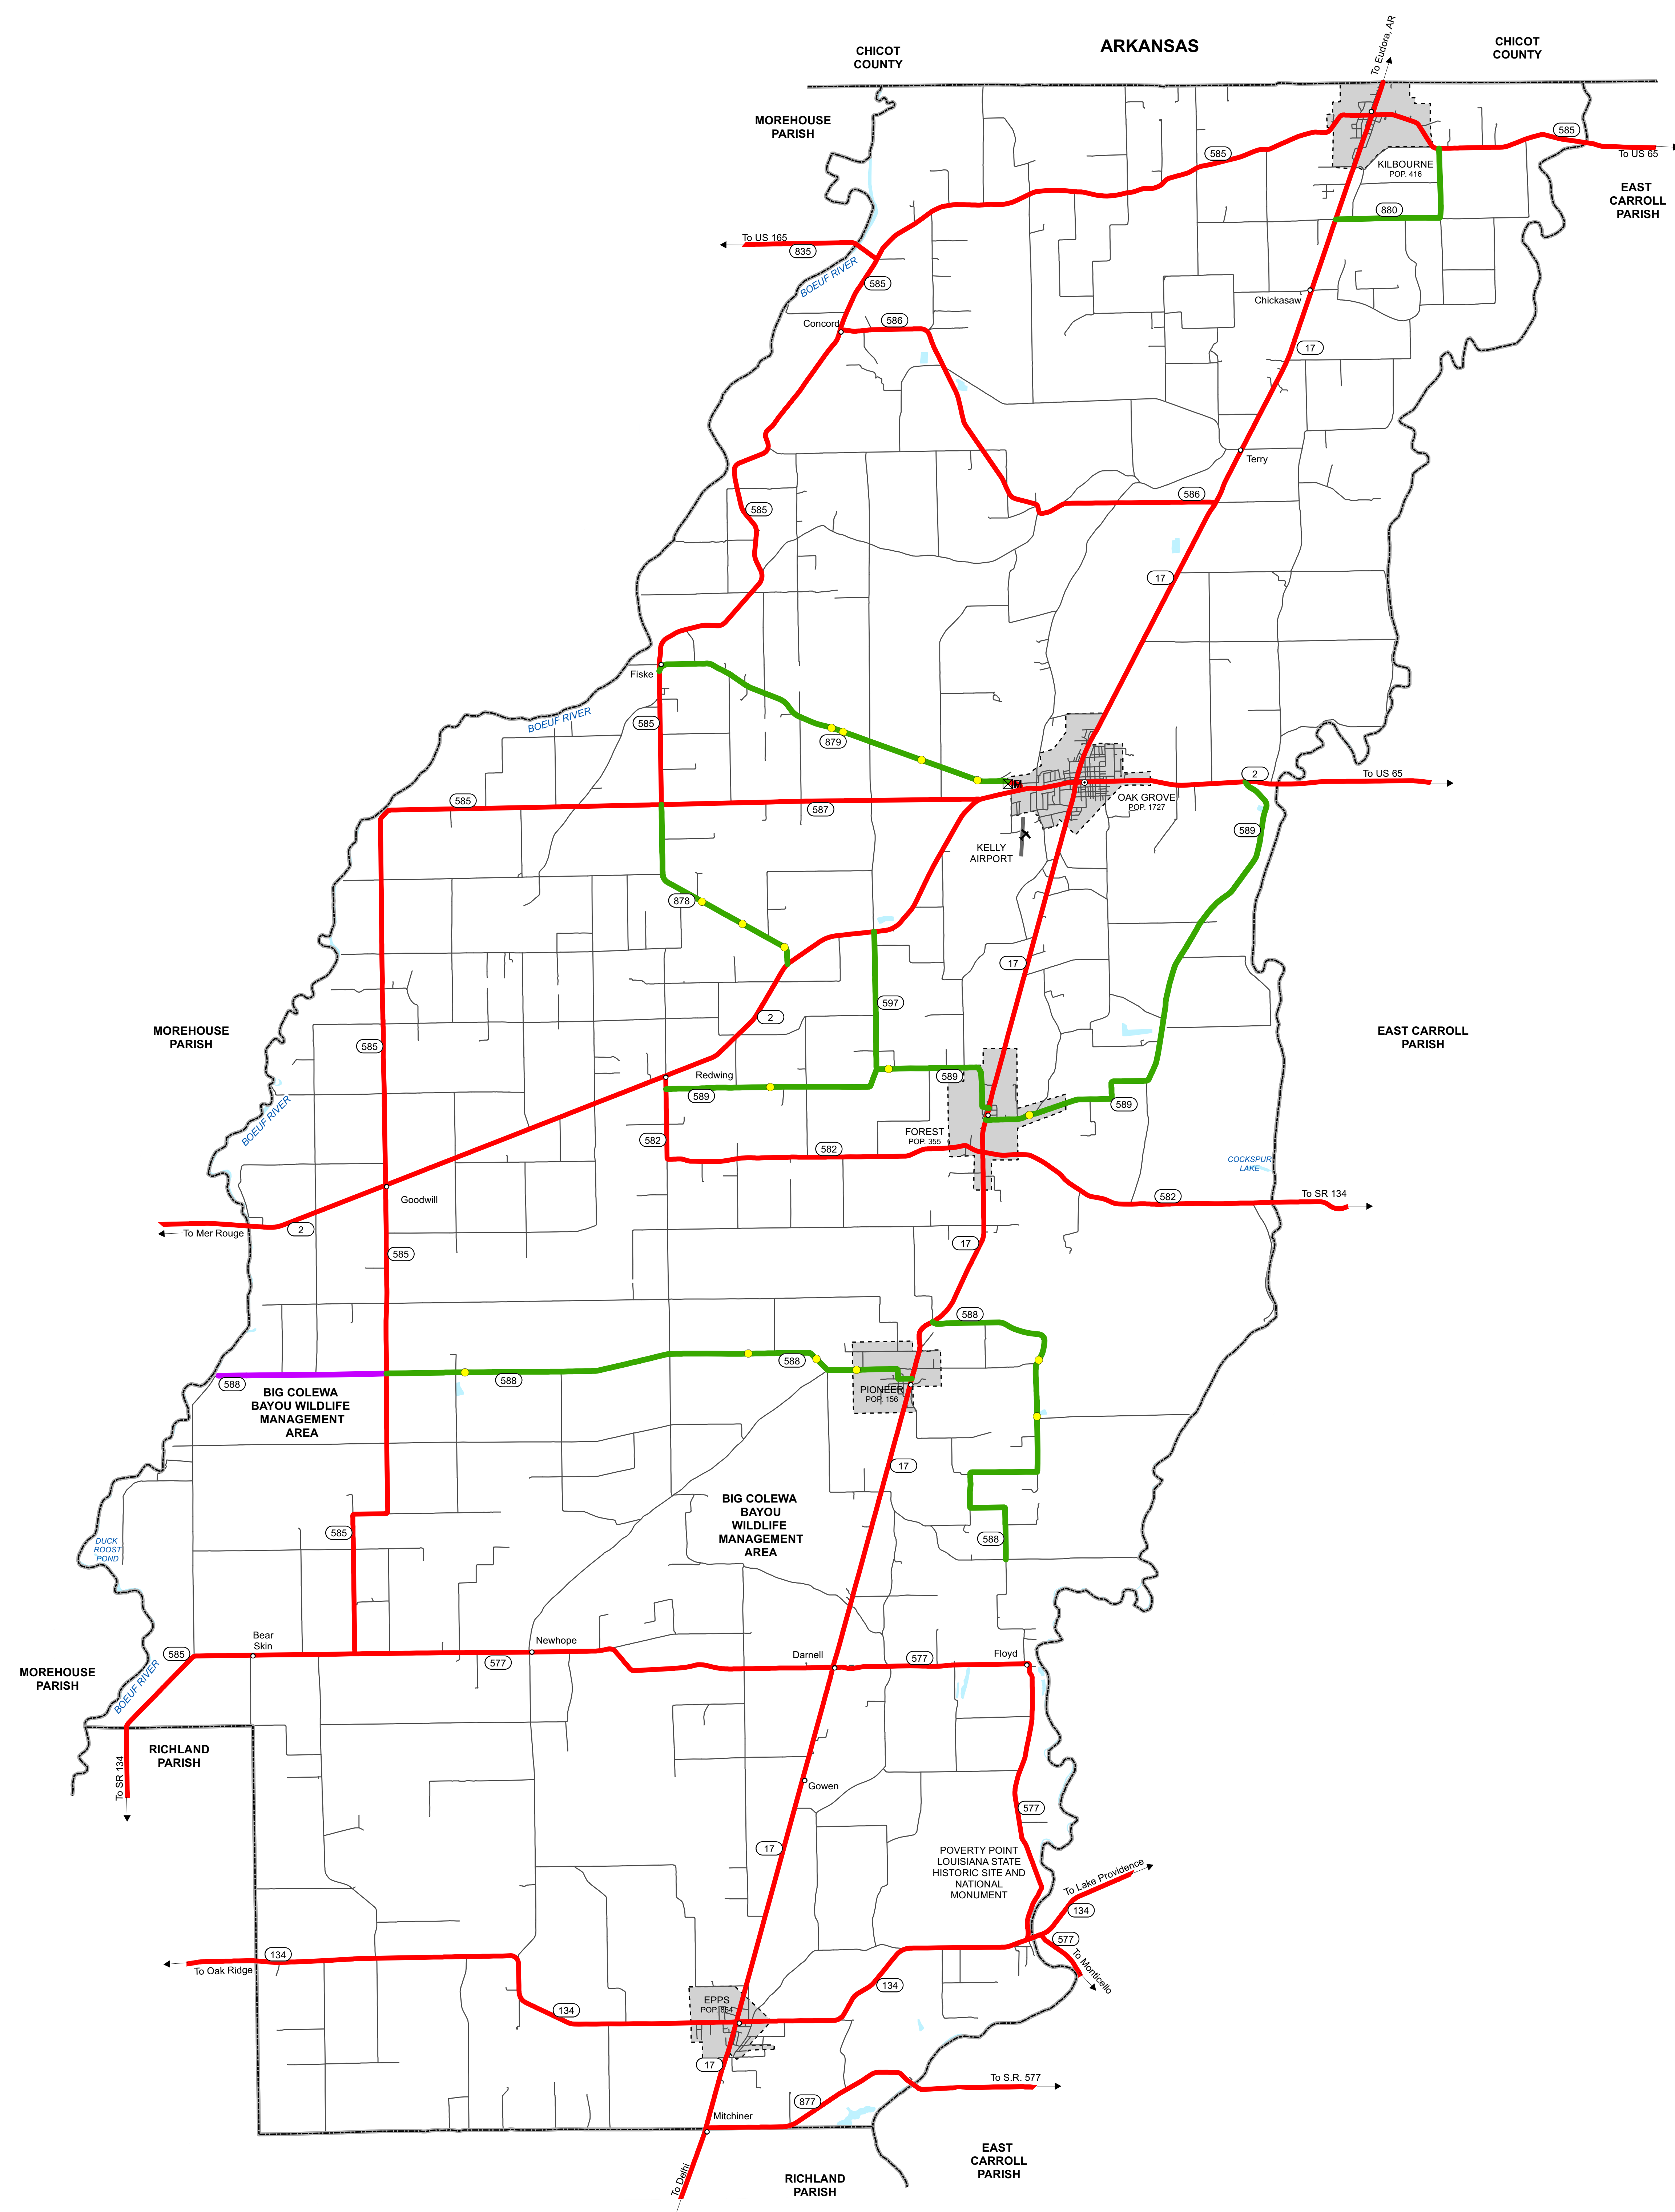 To Eudora, AR
ARKANSAS
CHICOT
COUNTY
CHICOT
COUNTY
MOREHOUSE
PARISH
585
To US 65
585
KILBOURNE
POP. 416
EAST
CARROLL
PARISH
880
To US 165
835
BOEUF RIVER
585
Chickasaw
Concord
586
17
Terry
586
585
17
Fiske
BOEUF RIVER
585
879
2
To US 65
585
587
OAK GROVE
POP. 1727
589
KELLY
AIRPORT
878
17
597
2
MOREHOUSE
PARISH
EAST CARROLL
PARISH
585
Redwing
589
589
589
BOEUF RIVER
FOREST
POP. 355
582
582
COCKSPUR
LAKE
582
To SR 134
Goodwill
2
To Mer Rouge
17
585
588
588
588
588
BIG COLEWA
BAYOU WILDLIFE
MANAGEMENT
AREA
PIONEER
POP. 156
17
BIG COLEWA
BAYOU
WILDLIFE
MANAGEMENT
AREA
585
588
DUCK
ROOST
POND
Bear
Skin
Newhope
Darnell
577
Floyd
585
577
MOREHOUSE
PARISH
BOEUF RIVER
RICHLAND
PARISH
To SR 134
Gowen
577
17
POVERTY POINT
LOUISIANA STATE
HISTORIC SITE AND
NATIONAL
MONUMENT
To Lake Providence
134
577
To Monticello
134
To Oak Ridge
134
EPPS
POP. 854
134
17
To S.R. 577
877
Mitchiner
To Delhi
RICHLAND
PARISH
EAST
CARROLL
PARISH